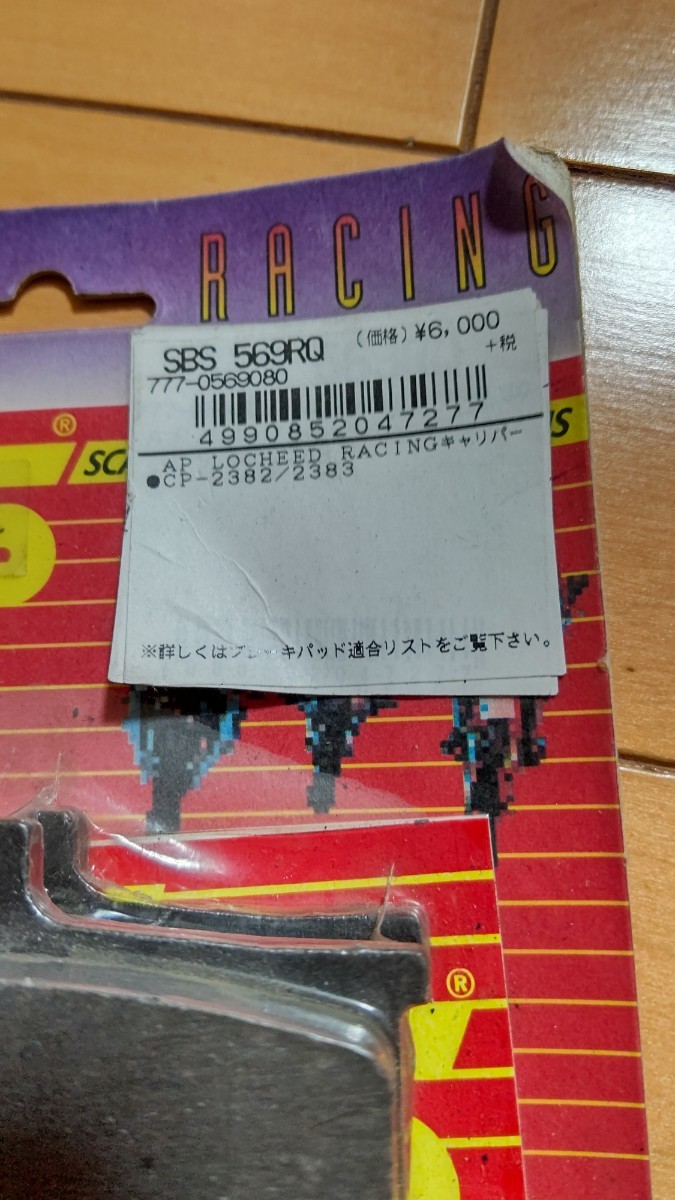 RACING
SBS 569RQ (価格)¥6,000
+税
777-0569080
4990852047277
AP LOCHEED RACINGキャリパー
●CP-2382/2383
※詳しくはブレーキパッド適合リストをご覧下さい。
®
SCA
IS
®